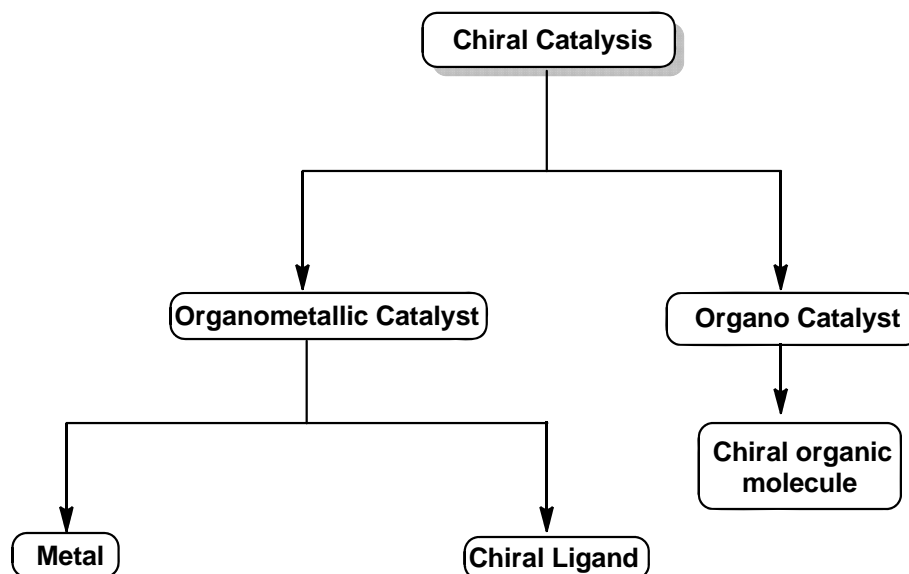 Chiral Catalysis
Organometallic Catalyst
Organo Catalyst
Chiral organic
molecule
Metal
Chiral Ligand